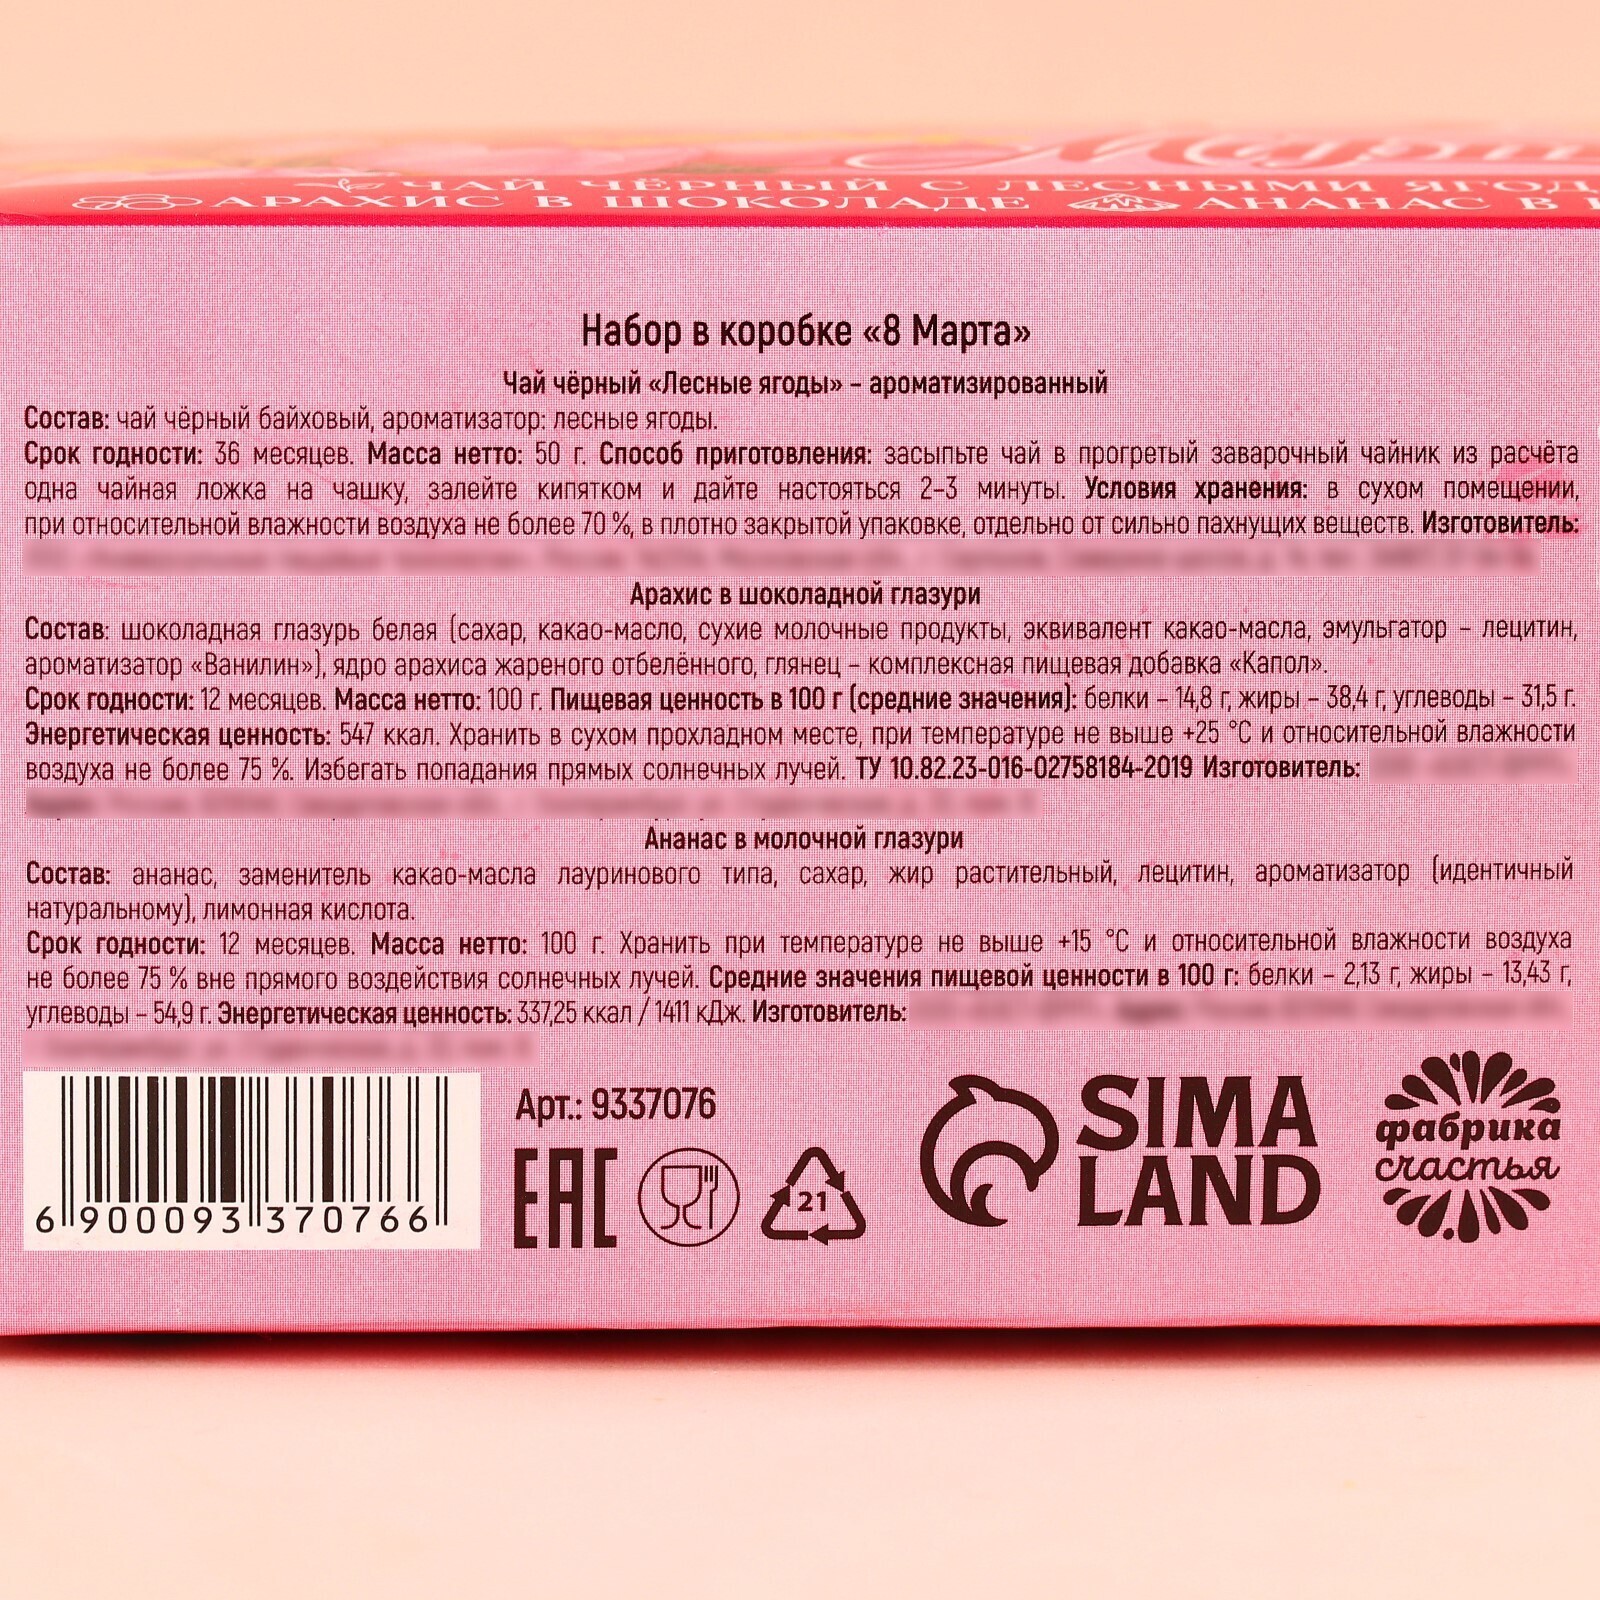 ЧАЙ ЧЁРНЫЙ С ЛЕСНЫМИ ЯГОД
АРАХИС В ШОКОЛАДЕ АНАНАС В
Набор в коробке «8 Марта»
Чай чёрный «Лесные ягоды» – ароматизированный
Состав: чай чёрный байховый, ароматизатор: лесные ягоды.
Срок годности: 36 месяцев. Масса нетто: 50 г. Способ приготовления: засыпьте чай в прогретый заварочный чайник из расчёта
одна чайная ложка на чашку, залейте кипятком и дайте настояться 2–3 минуты. Условия хранения: в сухом помещении,
при относительной влажности воздуха не более 70 %, в плотно закрытой упаковке, отдельно от сильно пахнущих веществ. Изготовитель:
Арахис в шоколадной глазури
Состав: шоколадная глазурь белая (сахар, какао-масло, сухие молочные продукты, эквивалент какао-масла, эмульгатор – лецитин,
ароматизатор «Ванилин»), ядро арахиса жареного отбелённого, глянец – комплексная пищевая добавка «Капол».
Срок годности: 12 месяцев. Масса нетто: 100 г. Пищевая ценность в 100 г (средние значения): белки – 14,8 г, жиры – 38,4 г, углеводы – 31,5 г.
Энергетическая ценность: 547 ккал. Хранить в сухом прохладном месте, при температуре не выше +25 °С и относительной влажности
воздуха не более 75 %. Избегать попадания прямых солнечных лучей. ТУ 10.82.23-016-02758184-2019 Изготовитель:
Ананас в молочной глазури
Состав: ананас, заменитель какао-масла лауринового типа, сахар, жир растительный, лецитин, ароматизатор (идентичный
натуральному), лимонная кислота.
Срок годности: 12 месяцев. Масса нетто: 100 г. Хранить при температуре не выше +15 °С и относительной влажности воздуха
не более 75 % вне прямого воздействия солнечных лучей. Средние значения пищевой ценности в 100 г: белки – 2,13 г, жиры – 13,43 г,
углеводы – 54,9 г. Энергетическая ценность: 337,25 ккал / 1411 кДж. Изготовитель:
6 900093 370766
Арт.: 9337076
EAC
21
SIMA
LAND
фабрика
счастья